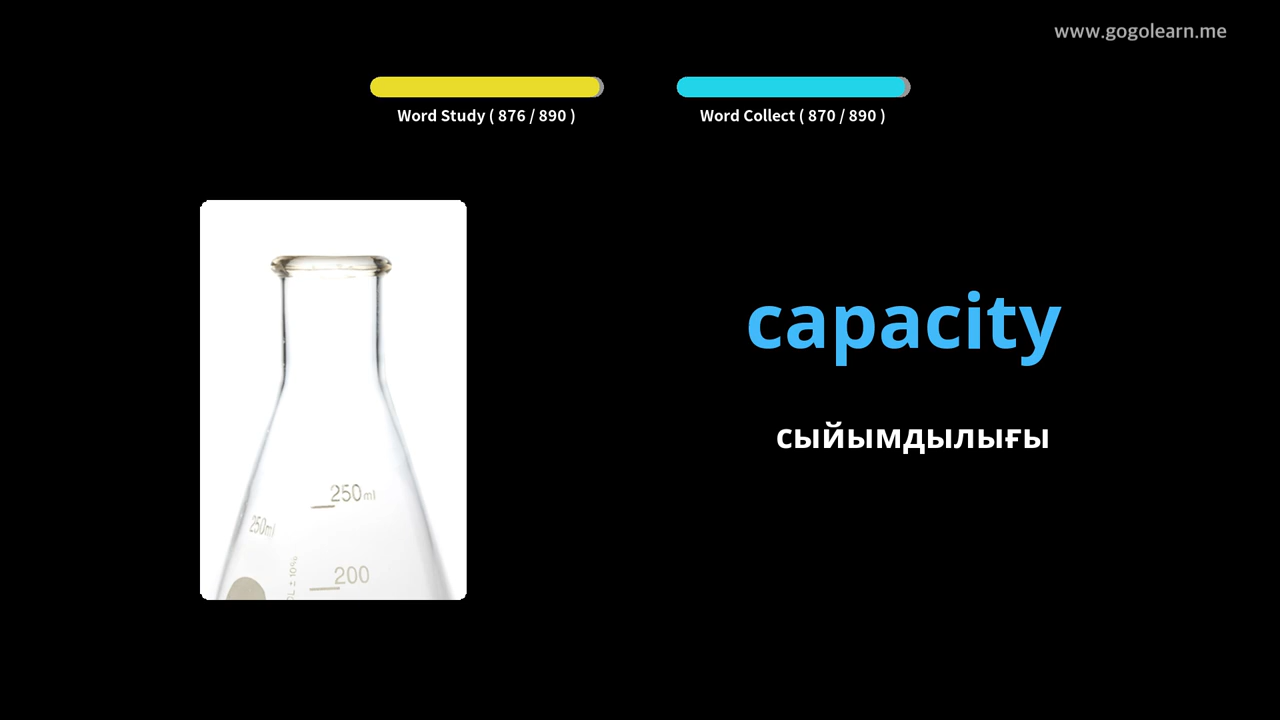 www.gogolearn.me
Word Study ( 876 / 890 )
Word Collect ( 870 / 890 )
capacity
сыйымдылығы
250ml
250ml
200